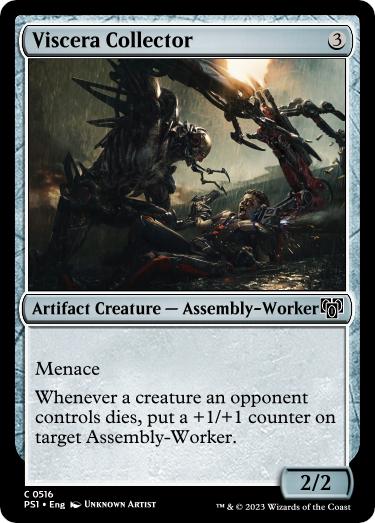 Viscera Collector 3
Artifact Creature — Assembly-Worker
Menace
Whenever a creature an opponent
controls dies, put a +1/+1 counter on
target Assembly-Worker.
2/2
C 0516
PS1 • Eng Unknown Artist
™ & © 2023 Wizards of the Coast